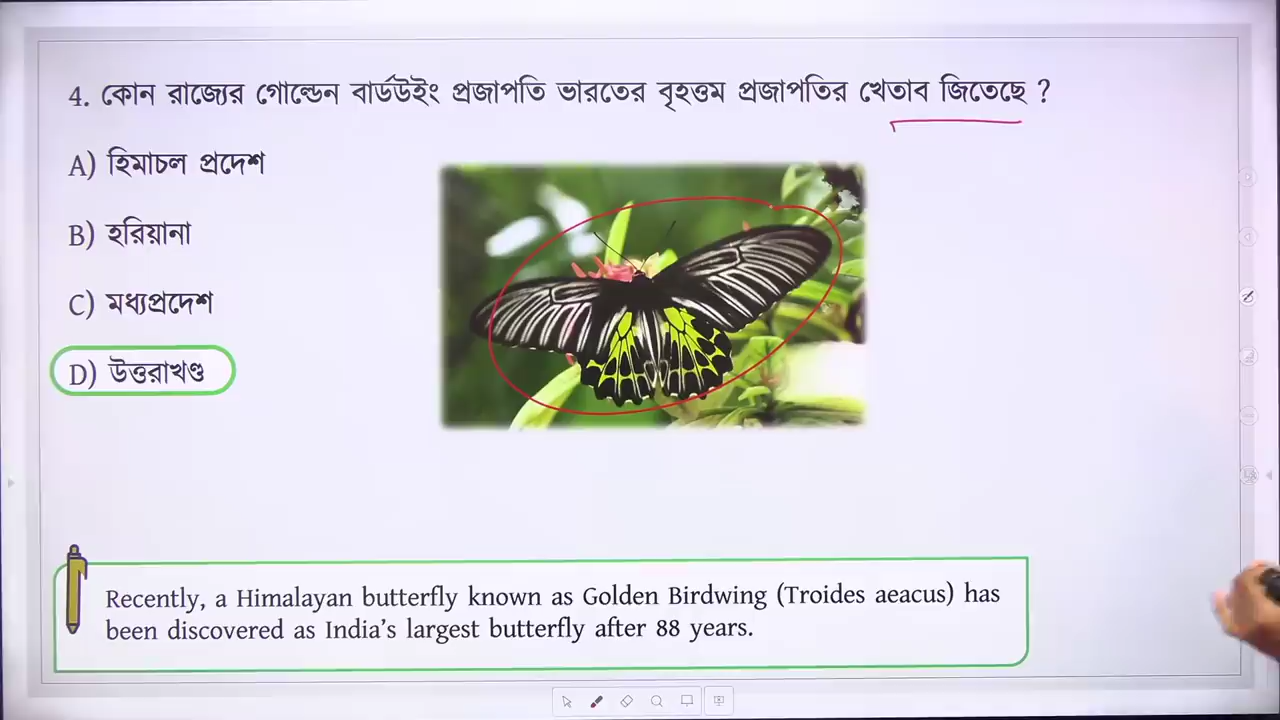 4. কোন রাজ্যের গোল্ডেন বার্ডউইং প্রজাপতি ভারতের বৃহত্তম প্রজাপতির খেতাব জিতেছে ?
A) হিমাচল প্রদেশ
B) হরিয়ানা
C) মধ্যপ্রদেশ
D) উত্তরাখণ্ড
Recently, a Himalayan butterfly known as Golden Birdwing (Troides aeacus) has
been discovered as India's largest butterfly after 88 years.